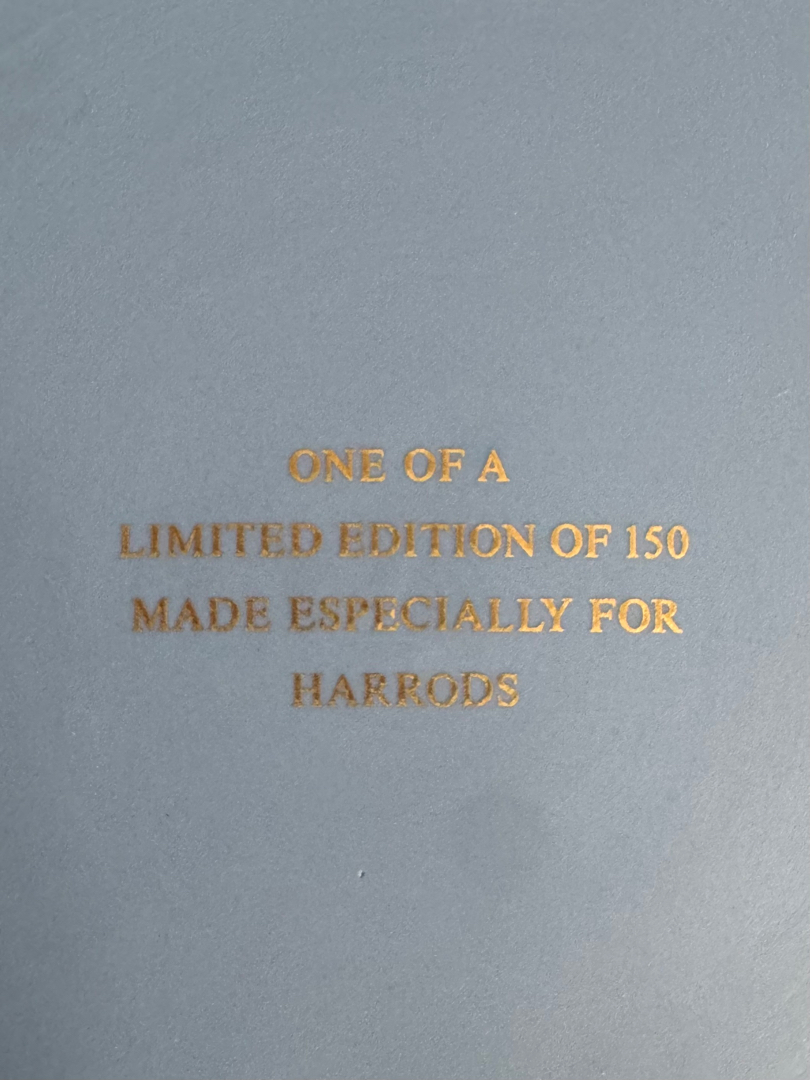 ONE OF A
LIMITED EDITION OF 150
MADE ESPECIALLY FOR
HARRODS